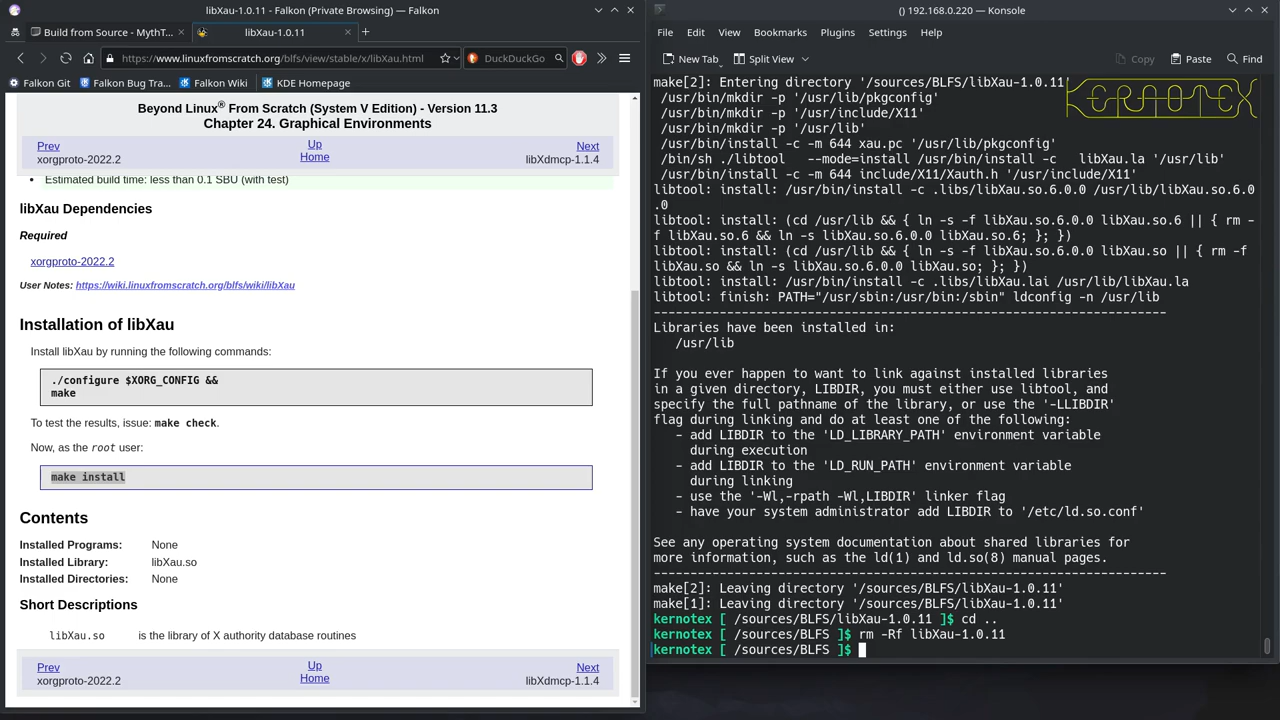 libXau-1.0.11 - Falkon (Private Browsing) — Falkon
Build from Source - MythT...
libXau-1.0.11
https://www.linuxfromscratch.org/blfs/view/stable/x/libXau.html
DuckDuckGo
Falkon Git
Falkon Bug Tra...
Falkon Wiki
KDE Homepage
Beyond Linux® From Scratch (System V Edition) - Version 11.3
Chapter 24. Graphical Environments
Prev
Up
Next
xorgproto-2022.2
Home
libXdmcp-1.1.4
Estimated build time: less than 0.1 SBU (with test)
libXau Dependencies
Required
xorgproto-2022.2
User Notes: https://wiki.linuxfromscratch.org/blfs/wiki/libXau
Installation of libXau
Install libXau by running the following commands:
./configure $XORG_CONFIG &&
make
To test the results, issue: make check.
Now, as the root user:
make install
Contents
Installed Programs: None
Installed Library: libXau.so
Installed Directories: None
Short Descriptions
libXau.so is the library of X authority database routines
Prev
Up
Next
xorgproto-2022.2
Home
libXdmcp-1.1.4
() 192.168.0.220 — Konsole
File Edit View Bookmarks Plugins Settings Help
New Tab
Split View
Copy
Paste
Find
KERNOTEX
make[2]: Entering directory '/sources/BLFS/libXau-1.0.11'
/usr/bin/mkdir -p '/usr/lib/pkgconfig'
/usr/bin/mkdir -p '/usr/include/X11'
/usr/bin/mkdir -p '/usr/lib'
/usr/bin/install -c -m 644 xau.pc '/usr/lib/pkgconfig'
/bin/sh ./libtool   --mode=install /usr/bin/install -c   libXau.la '/usr/lib'
/usr/bin/install -c -m 644 include/X11/Xauth.h '/usr/include/X11'
libtool: install: /usr/bin/install -c .libs/libXau.so.6.0.0 /usr/lib/libXau.so.6.0
.0
libtool: install: (cd /usr/lib && { ln -s -f libXau.so.6.0.0 libXau.so.6 || { rm -
f libXau.so.6 && ln -s libXau.so.6.0.0 libXau.so.6; }; })
libtool: install: (cd /usr/lib && { ln -s -f libXau.so.6.0.0 libXau.so || { rm -f
libXau.so && ln -s libXau.so.6.0.0 libXau.so; }; })
libtool: install: /usr/bin/install -c .libs/libXau.lai /usr/lib/libXau.la
libtool: finish: PATH="/usr/sbin:/usr/bin:/sbin" ldconfig -n /usr/lib
----------------------------------------------------------------------
Libraries have been installed in:
/usr/lib
If you ever happen to want to link against installed libraries
in a given directory, LIBDIR, you must either use libtool, and
specify the full pathname of the library, or use the '-LLIBDIR'
flag during linking and do at least one of the following:
- add LIBDIR to the 'LD_LIBRARY_PATH' environment variable
during execution
- add LIBDIR to the 'LD_RUN_PATH' environment variable
during linking
- use the '-Wl,-rpath -Wl,LIBDIR' linker flag
- have your system administrator add LIBDIR to '/etc/ld.so.conf'
See any operating system documentation about shared libraries for
more information, such as the ld(1) and ld.so(8) manual pages.
----------------------------------------------------------------------
make[2]: Leaving directory '/sources/BLFS/libXau-1.0.11'
make[1]: Leaving directory '/sources/BLFS/libXau-1.0.11'
kernotex [ /sources/BLFS/libXau-1.0.11 ]$ cd ..
kernotex [ /sources/BLFS ]$ rm -Rf libXau-1.0.11
kernotex [ /sources/BLFS ]$